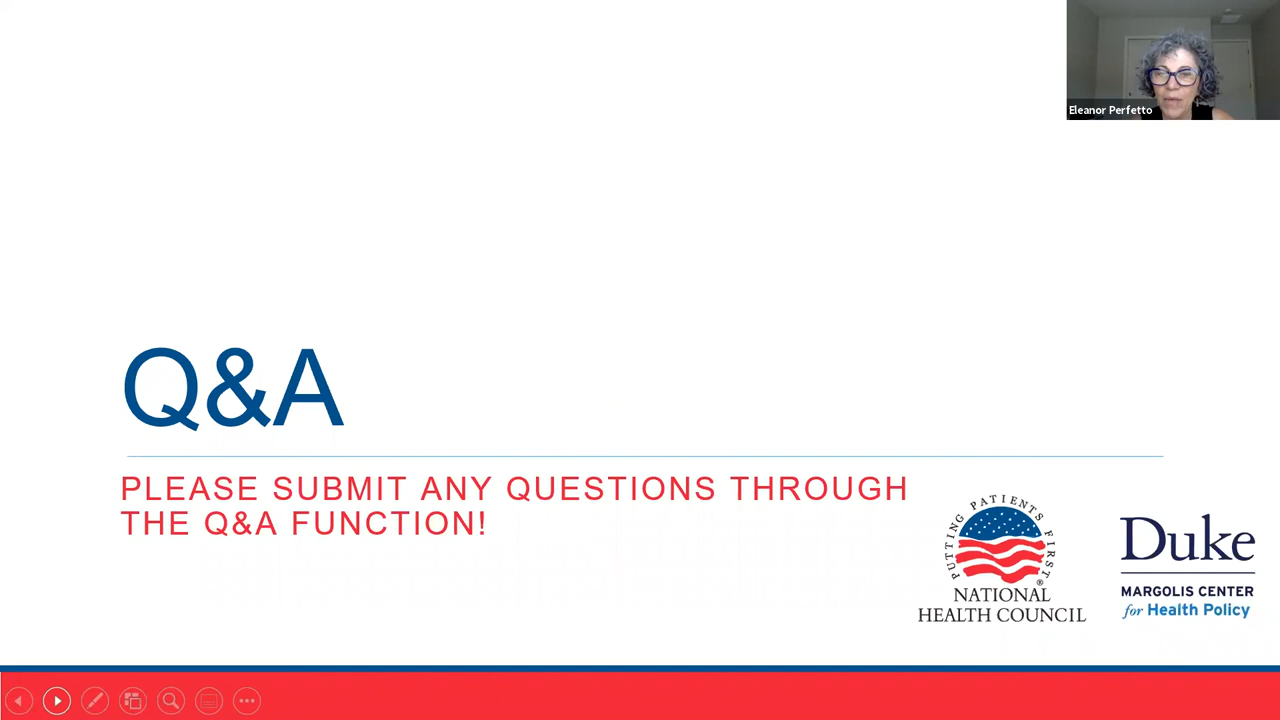 Eleanor Perfetto
Q&A
PLEASE SUBMIT ANY QUESTIONS THROUGH
THE Q&A FUNCTION!
PUTTING PATIENTS FIRST®
NATIONAL
HEALTH COUNCIL
Duke
MARGOLIS CENTER
for Health Policy